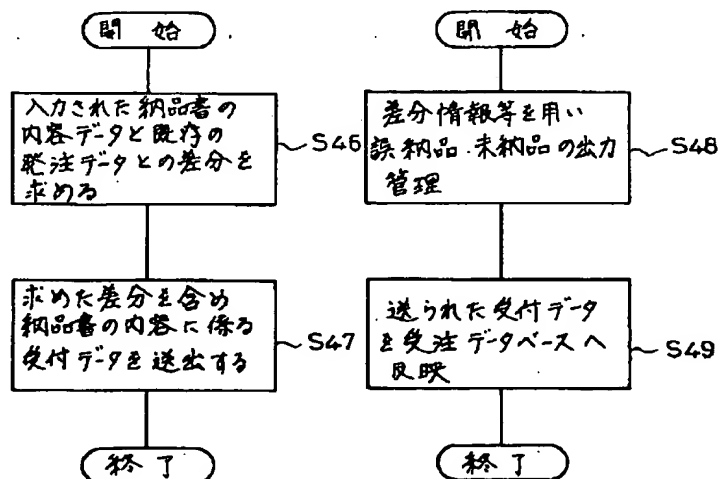 開始
入力された納品書の
内容データと既存の
発注データとの差分を
求める
S46
求めた差分を含め
納品書の内容に係る
受付データを送出する
S47
終了
開始
差分情報等を用い
誤納品・未納品の出力
管理
S48
送られた受付データ
を受注データベースへ
反映
S49
終了